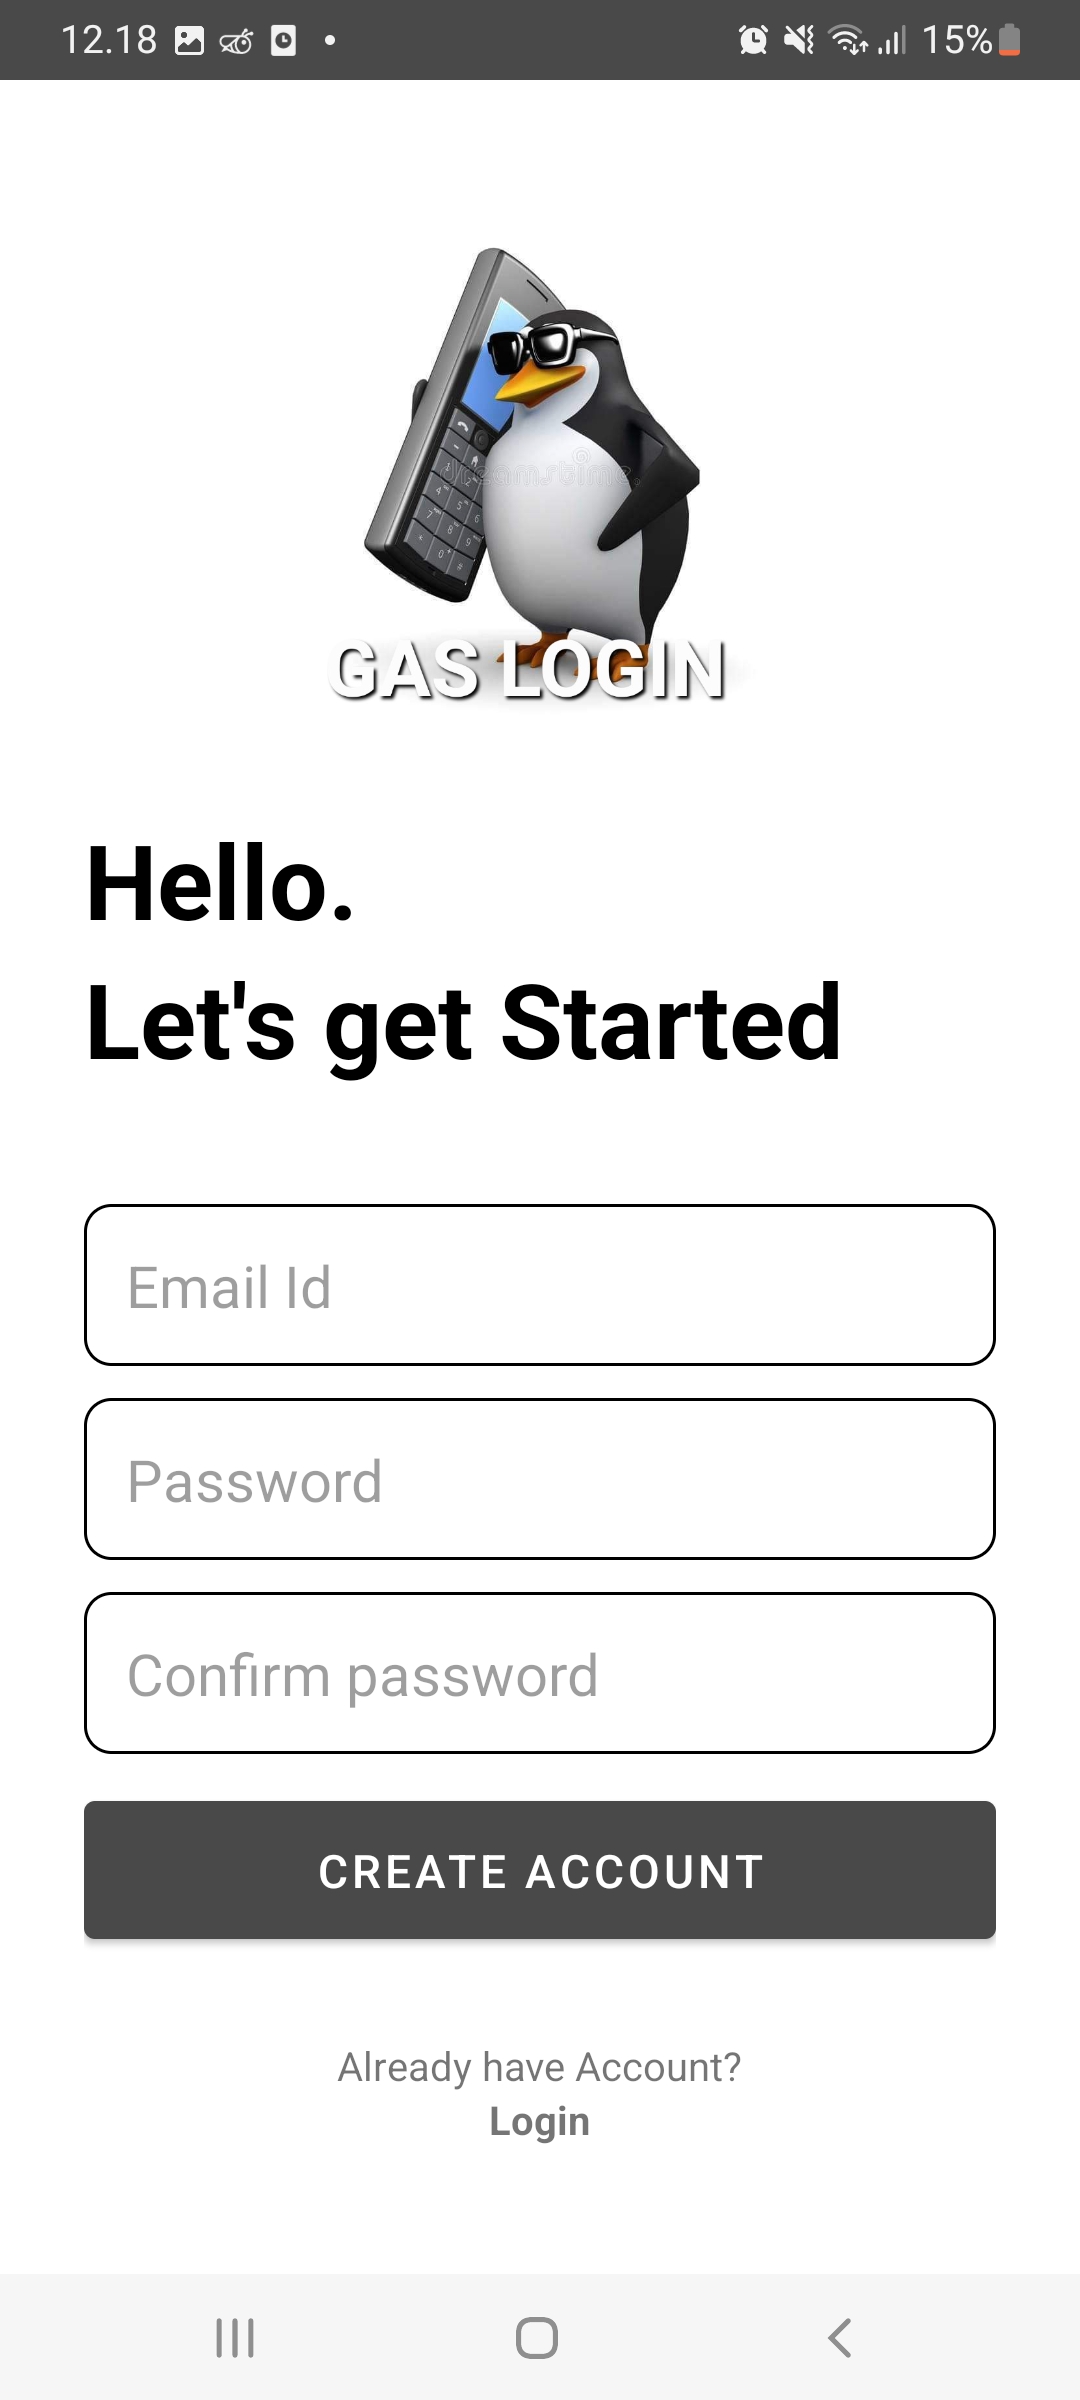 12.18
15%
dreamstime
GAS LOGIN
Hello.
Let's get Started
Email Id
Password
Confirm password
CREATE ACCOUNT
Already have Account?
Login